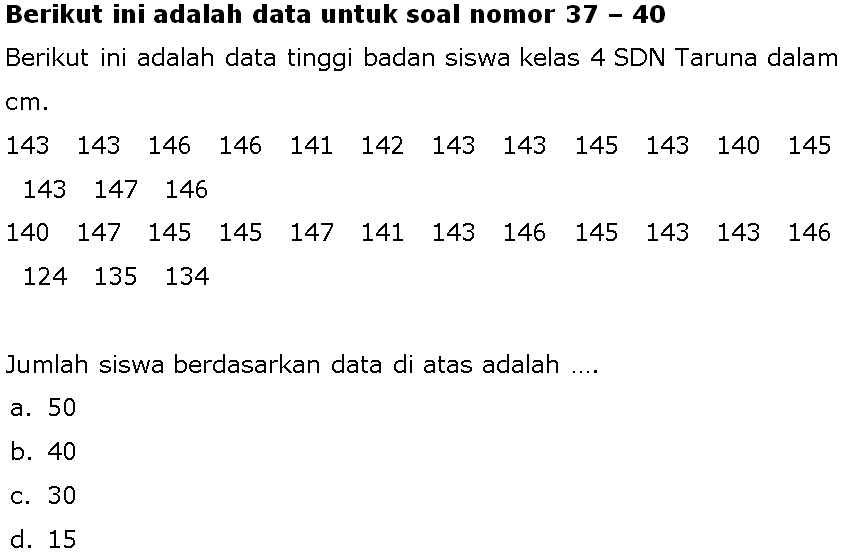 Berikut ini adalah data untuk soal nomor 37 – 40
Berikut ini adalah data tinggi badan siswa kelas 4 SDN Taruna dalam
cm.
143 143 146 146 141 142 143 143 145 143 140 145
143 147 146
140 147 145 145 147 141 143 146 145 143 143 146
124 135 134
Jumlah siswa berdasarkan data di atas adalah ....
a. 50
b. 40
c. 30
d. 15